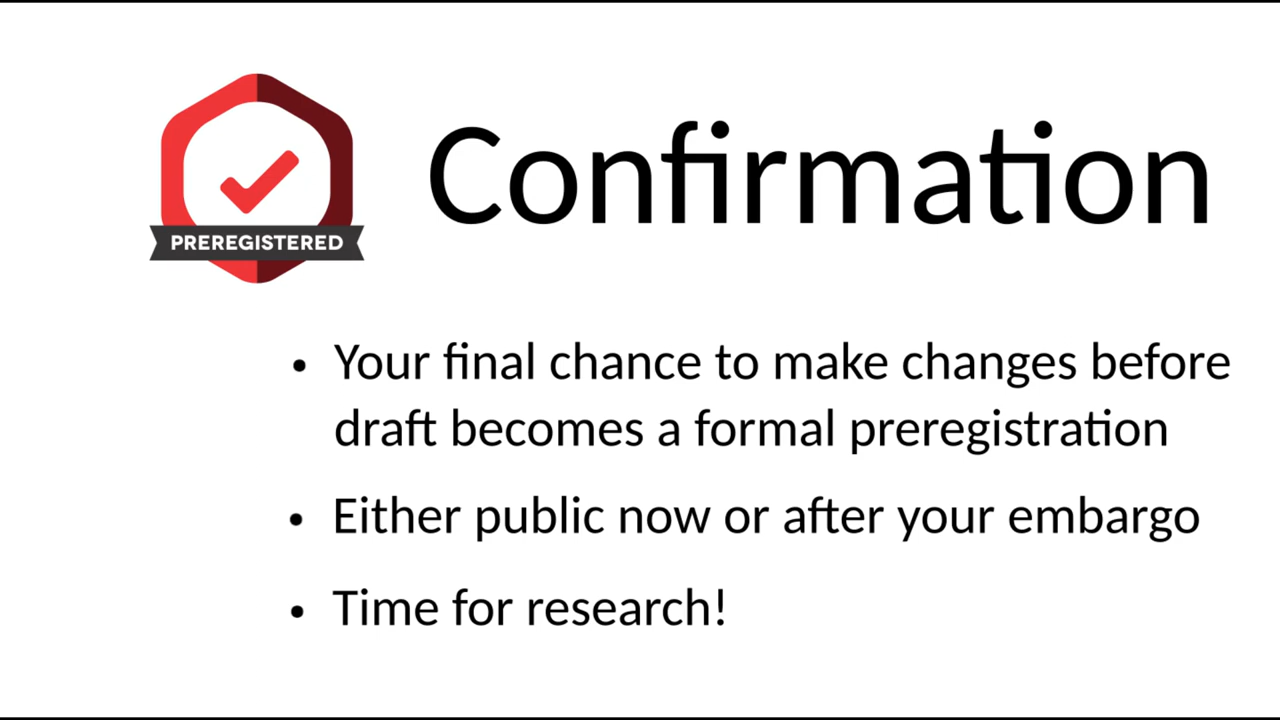 PREREGISTERED
Confirmation
• Your final chance to make changes before
draft becomes a formal preregistration
• Either public now or after your embargo
• Time for research!